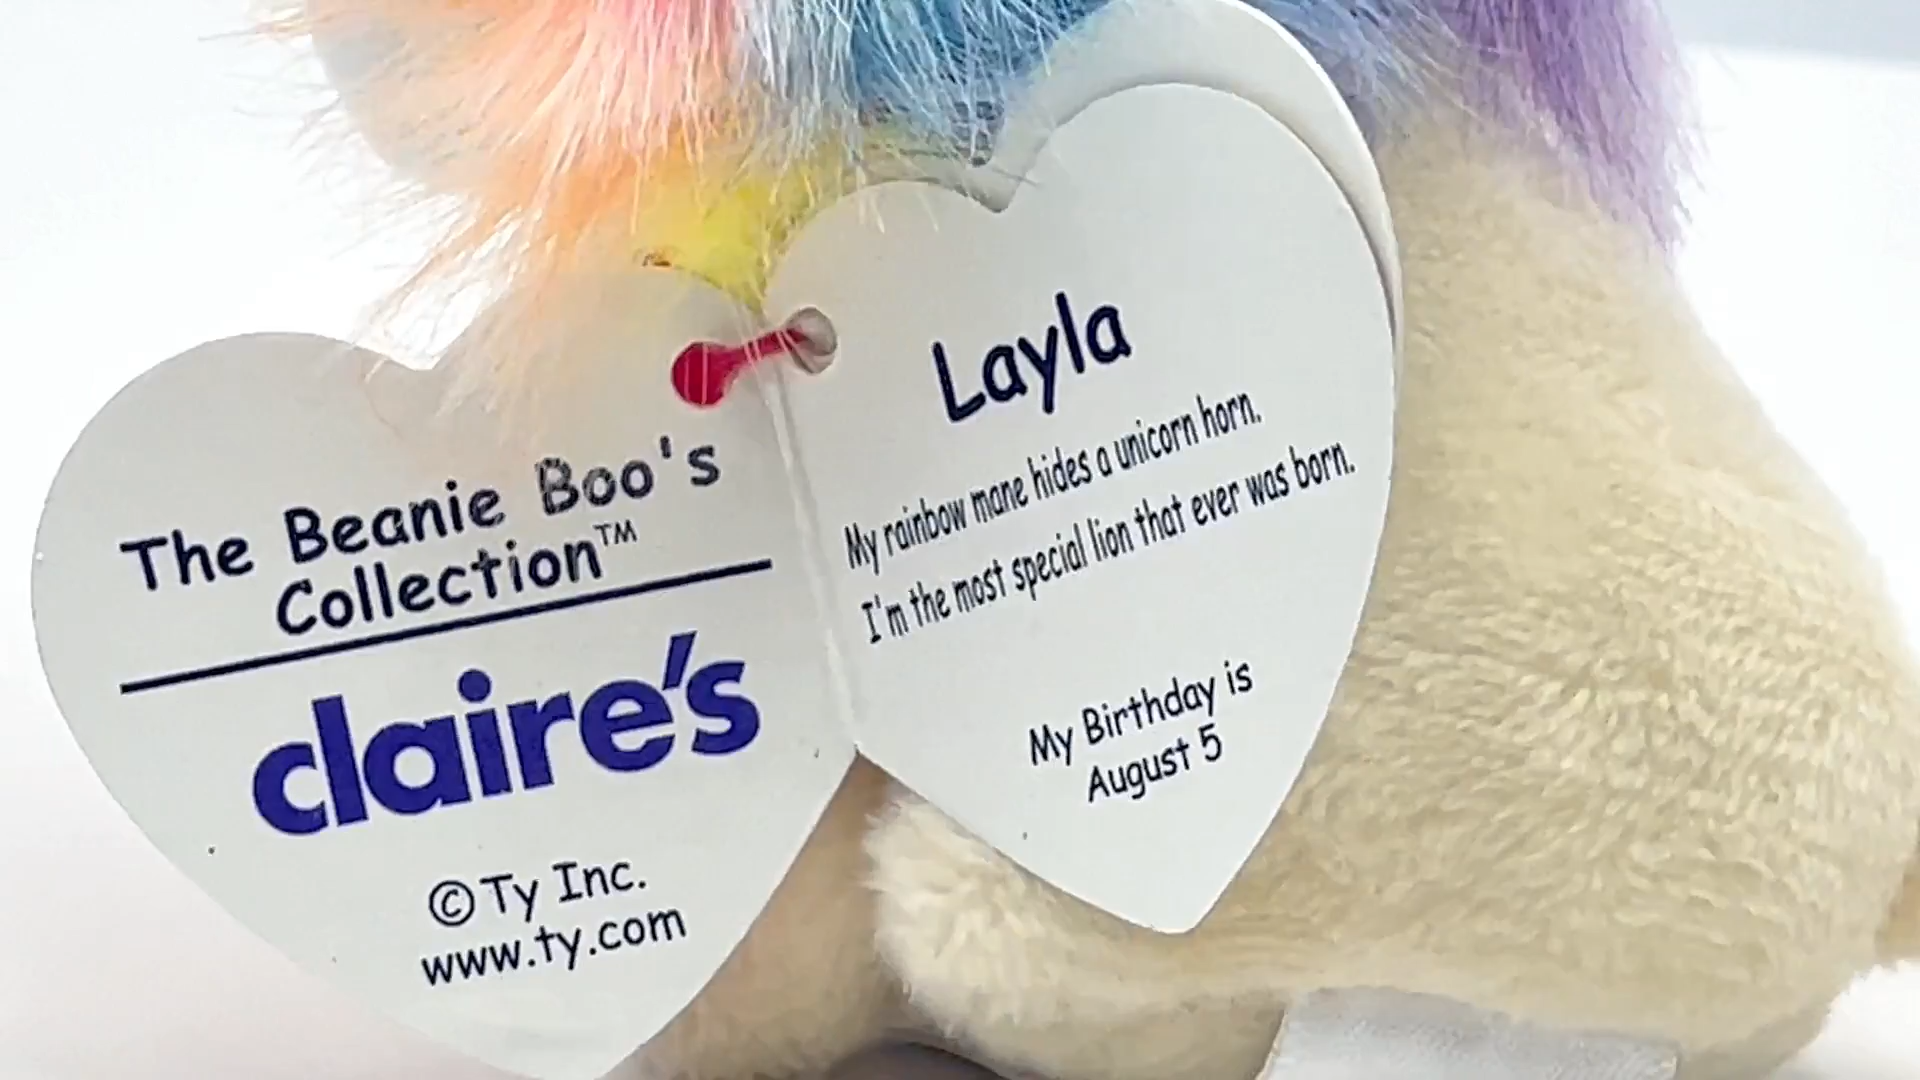 The Beanie Boo's
Collection™
claire's
© Ty Inc.
www.ty.com
Layla
My rainbow mane hides a unicorn horn.
I'm the most special lion that ever was born.
My Birthday is
August 5